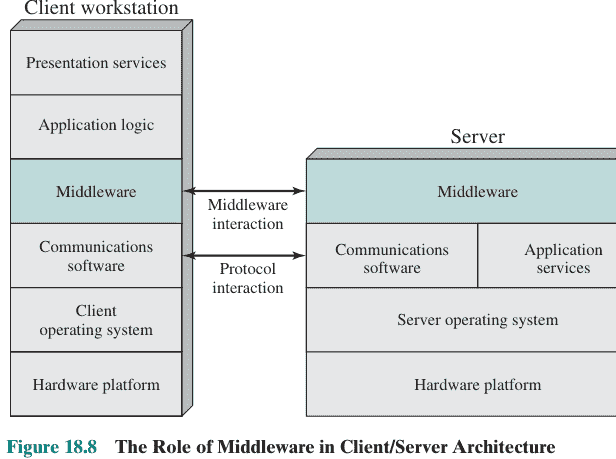 Client workstation
Presentation services
Application logic
Middleware
Communications
software
Client
operating system
Hardware platform
Middleware
interaction
Protocol
interaction
Server
Middleware
Communications
software
Application
services
Server operating system
Hardware platform
Figure 18.8 The Role of Middleware in Client/Server Architecture